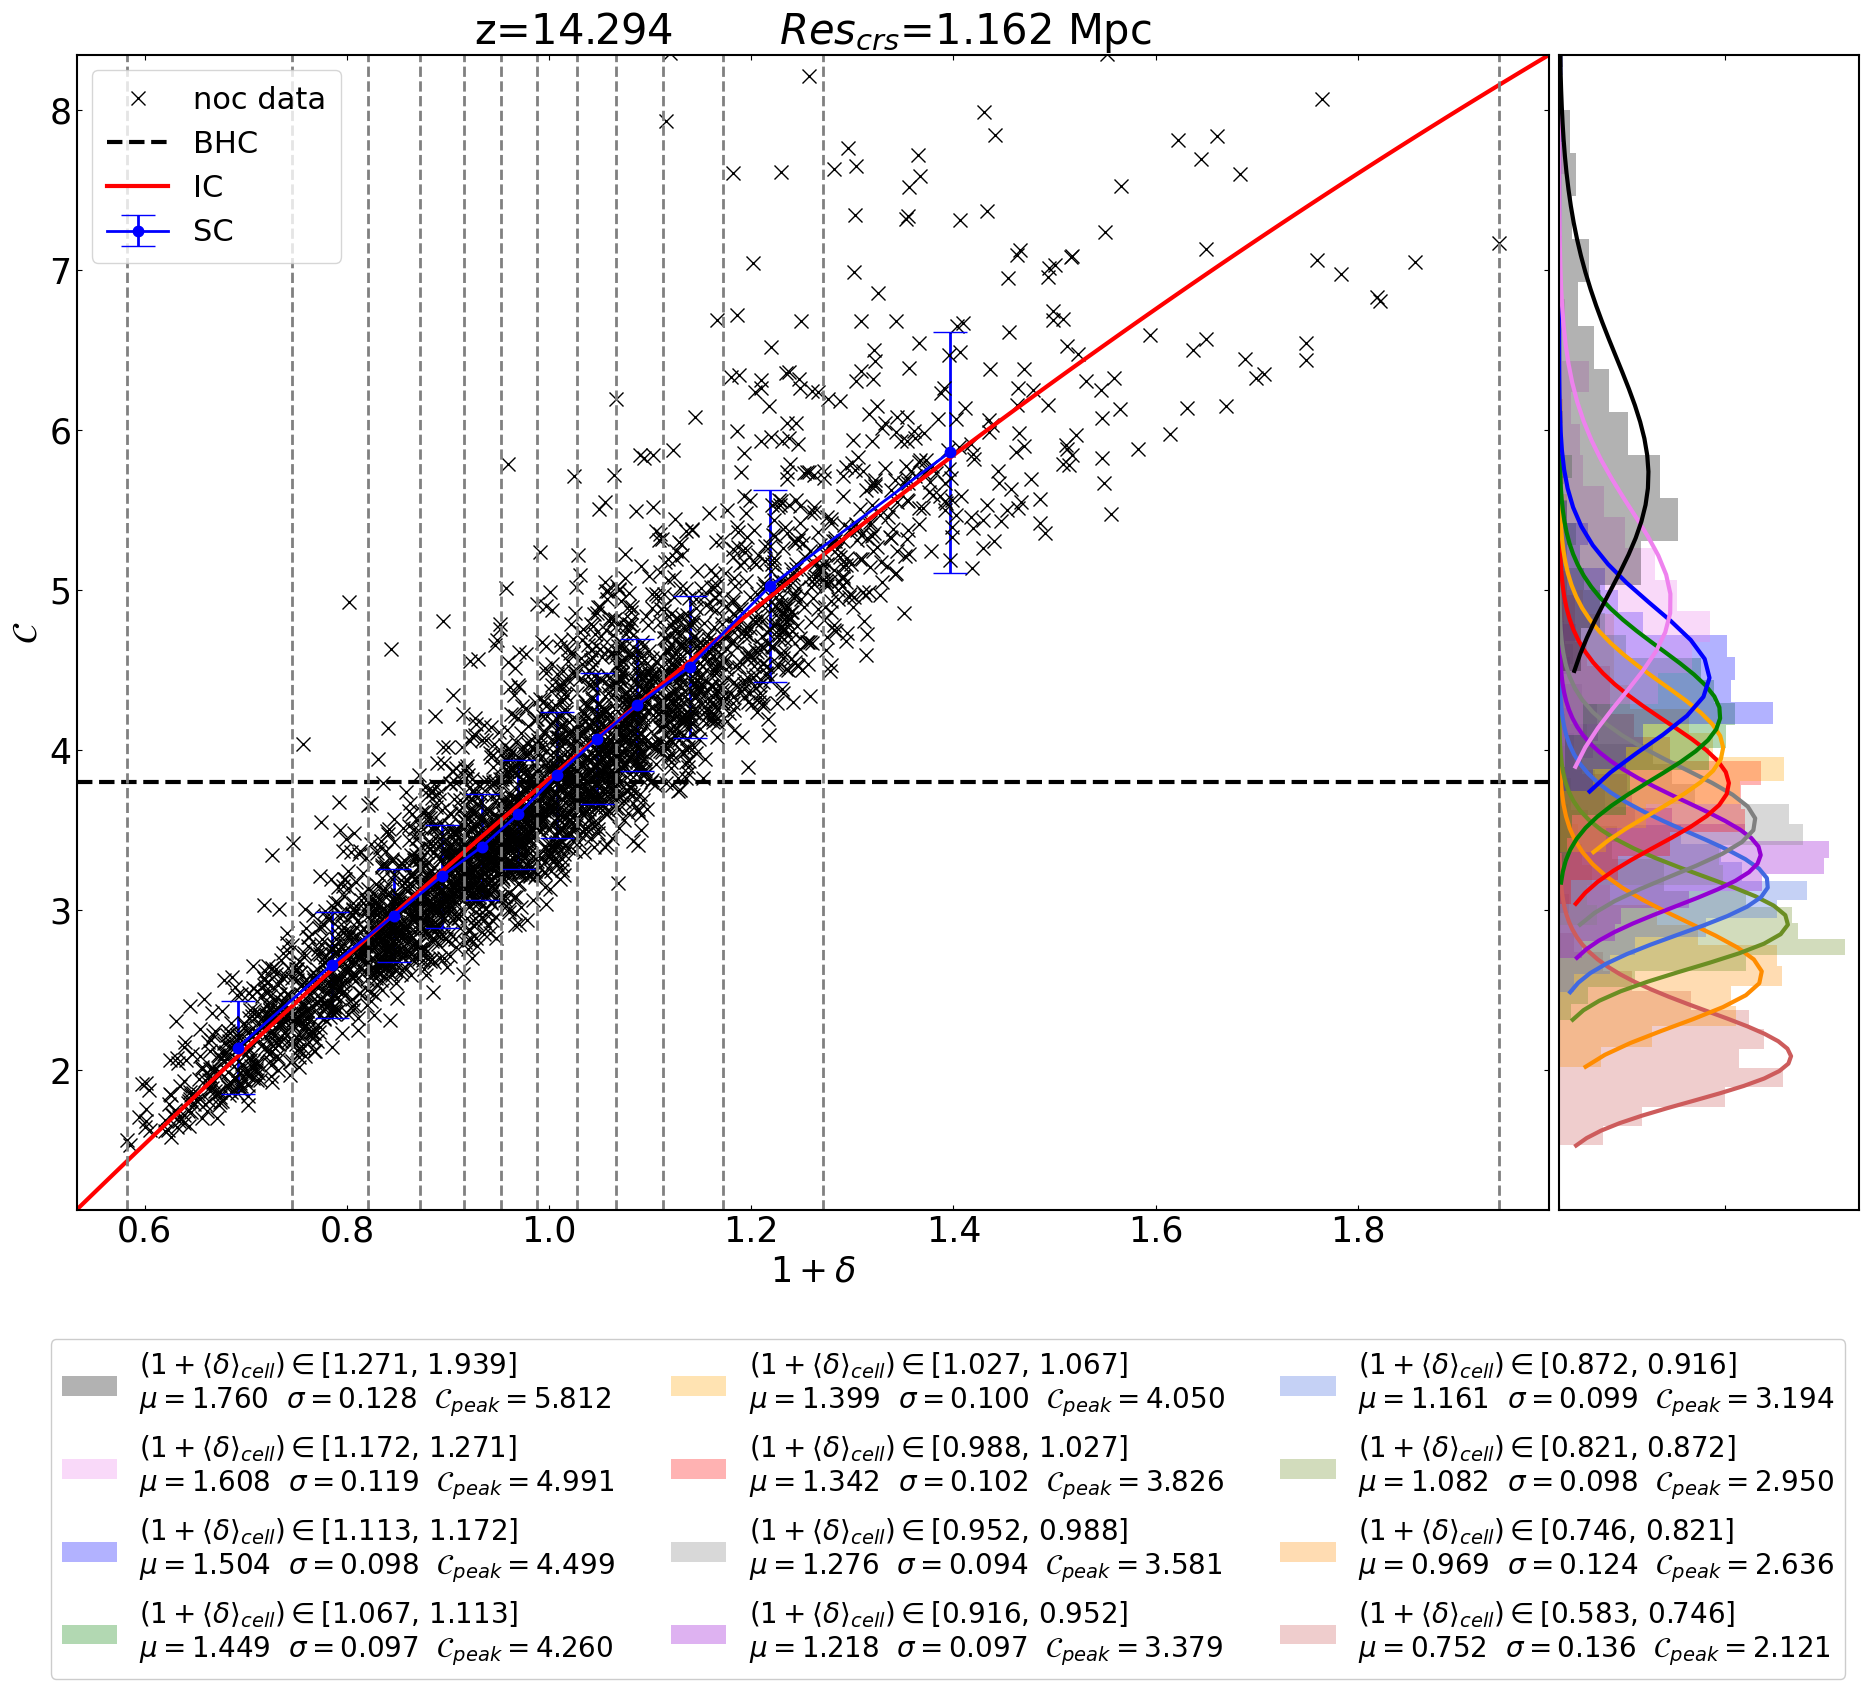 z=14.294 Res_crs=1.162 Mpc
noc data
BHC
IC
SC
8
7
6
5
4
3
2
𝒞
0.6 0.8 1.0 1.2 1.4 1.6 1.8
1 + δ
(1 + ⟨δ⟩_cell) ∈ [1.271, 1.939]
μ = 1.760 σ = 0.128 𝒞_peak = 5.812
(1 + ⟨δ⟩_cell) ∈ [1.172, 1.271]
μ = 1.608 σ = 0.119 𝒞_peak = 4.991
(1 + ⟨δ⟩_cell) ∈ [1.113, 1.172]
μ = 1.504 σ = 0.098 𝒞_peak = 4.499
(1 + ⟨δ⟩_cell) ∈ [1.067, 1.113]
μ = 1.449 σ = 0.097 𝒞_peak = 4.260
(1 + ⟨δ⟩_cell) ∈ [1.027, 1.067]
μ = 1.399 σ = 0.100 𝒞_peak = 4.050
(1 + ⟨δ⟩_cell) ∈ [0.988, 1.027]
μ = 1.342 σ = 0.102 𝒞_peak = 3.826
(1 + ⟨δ⟩_cell) ∈ [0.952, 0.988]
μ = 1.276 σ = 0.094 𝒞_peak = 3.581
(1 + ⟨δ⟩_cell) ∈ [0.916, 0.952]
μ = 1.218 σ = 0.097 𝒞_peak = 3.379
(1 + ⟨δ⟩_cell) ∈ [0.872, 0.916]
μ = 1.161 σ = 0.099 𝒞_peak = 3.194
(1 + ⟨δ⟩_cell) ∈ [0.821, 0.872]
μ = 1.082 σ = 0.098 𝒞_peak = 2.950
(1 + ⟨δ⟩_cell) ∈ [0.746, 0.821]
μ = 0.969 σ = 0.124 𝒞_peak = 2.636
(1 + ⟨δ⟩_cell) ∈ [0.583, 0.746]
μ = 0.752 σ = 0.136 𝒞_peak = 2.121